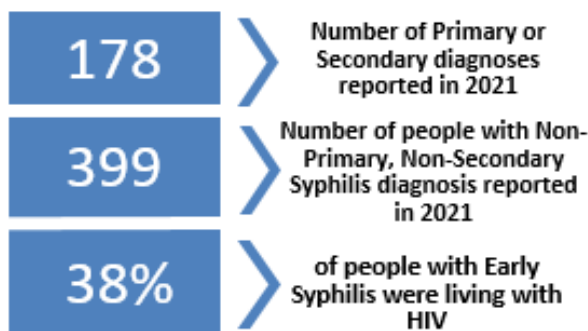 178
Number of Primary or
Secondary diagnoses
reported in 2021
399
Number of people with Non-
Primary, Non-Secondary
Syphilis diagnosis reported
in 2021
38%
of people with Early
Syphilis were living with
HIV